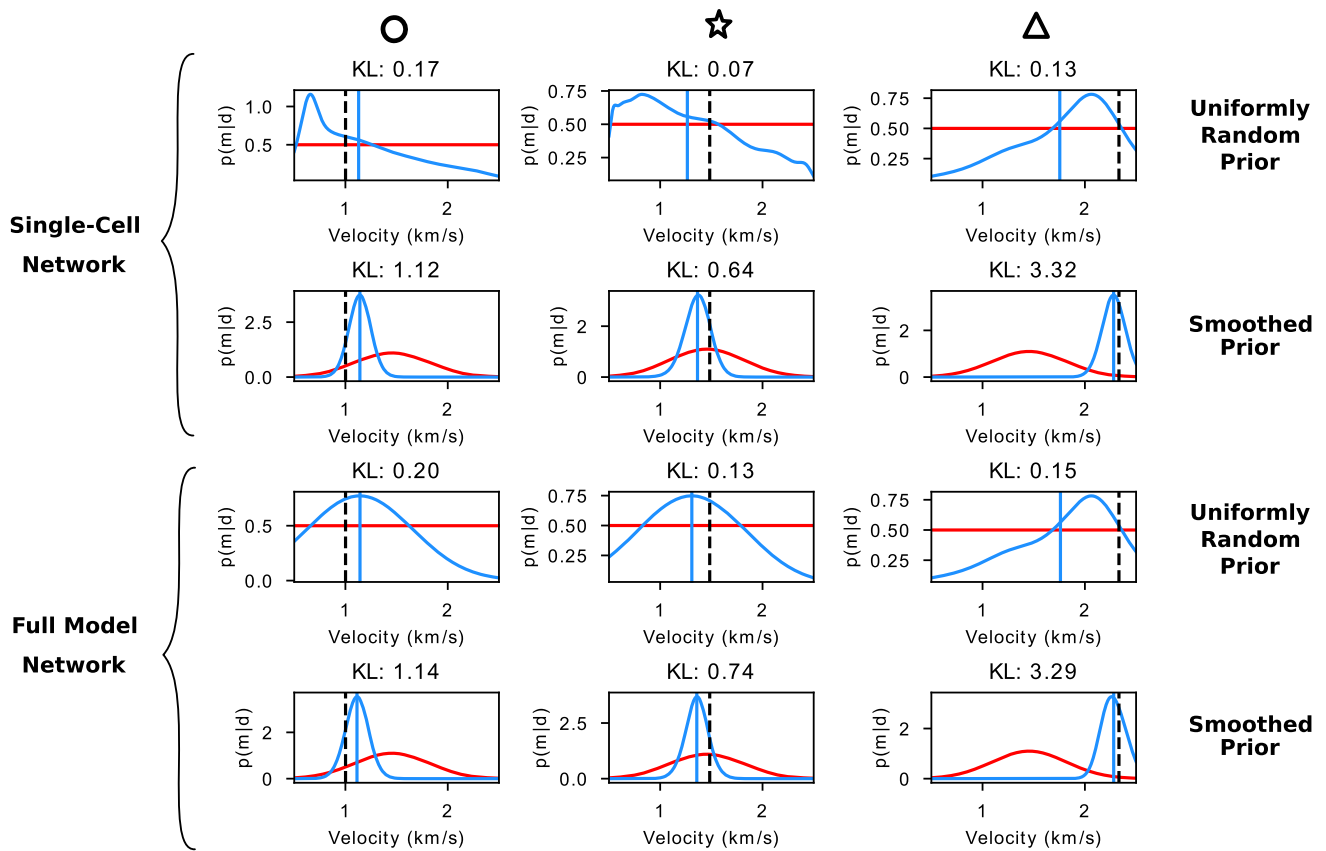 KL: 0.17
KL: 0.07
KL: 0.13
1.0
0.5
p(m|d)
1
2
Velocity (km/s)
0.75
0.50
0.25
p(m|d)
1
2
Velocity (km/s)
0.75
0.50
0.25
p(m|d)
1
2
Velocity (km/s)
Uniformly
Random
Prior
Single-Cell
Network
KL: 1.12
KL: 0.64
KL: 3.32
2.5
0.0
p(m|d)
1
2
Velocity (km/s)
2
0
p(m|d)
1
2
Velocity (km/s)
2
0
p(m|d)
1
2
Velocity (km/s)
Smoothed
Prior
KL: 0.20
KL: 0.13
KL: 0.15
0.5
0.0
p(m|d)
1
2
Velocity (km/s)
0.75
0.50
0.25
p(m|d)
1
2
Velocity (km/s)
0.75
0.50
0.25
p(m|d)
1
2
Velocity (km/s)
Uniformly
Random
Prior
Full Model
Network
KL: 1.14
KL: 0.74
KL: 3.29
2
0
p(m|d)
1
2
Velocity (km/s)
2.5
0.0
p(m|d)
1
2
Velocity (km/s)
2
0
p(m|d)
1
2
Velocity (km/s)
Smoothed
Prior